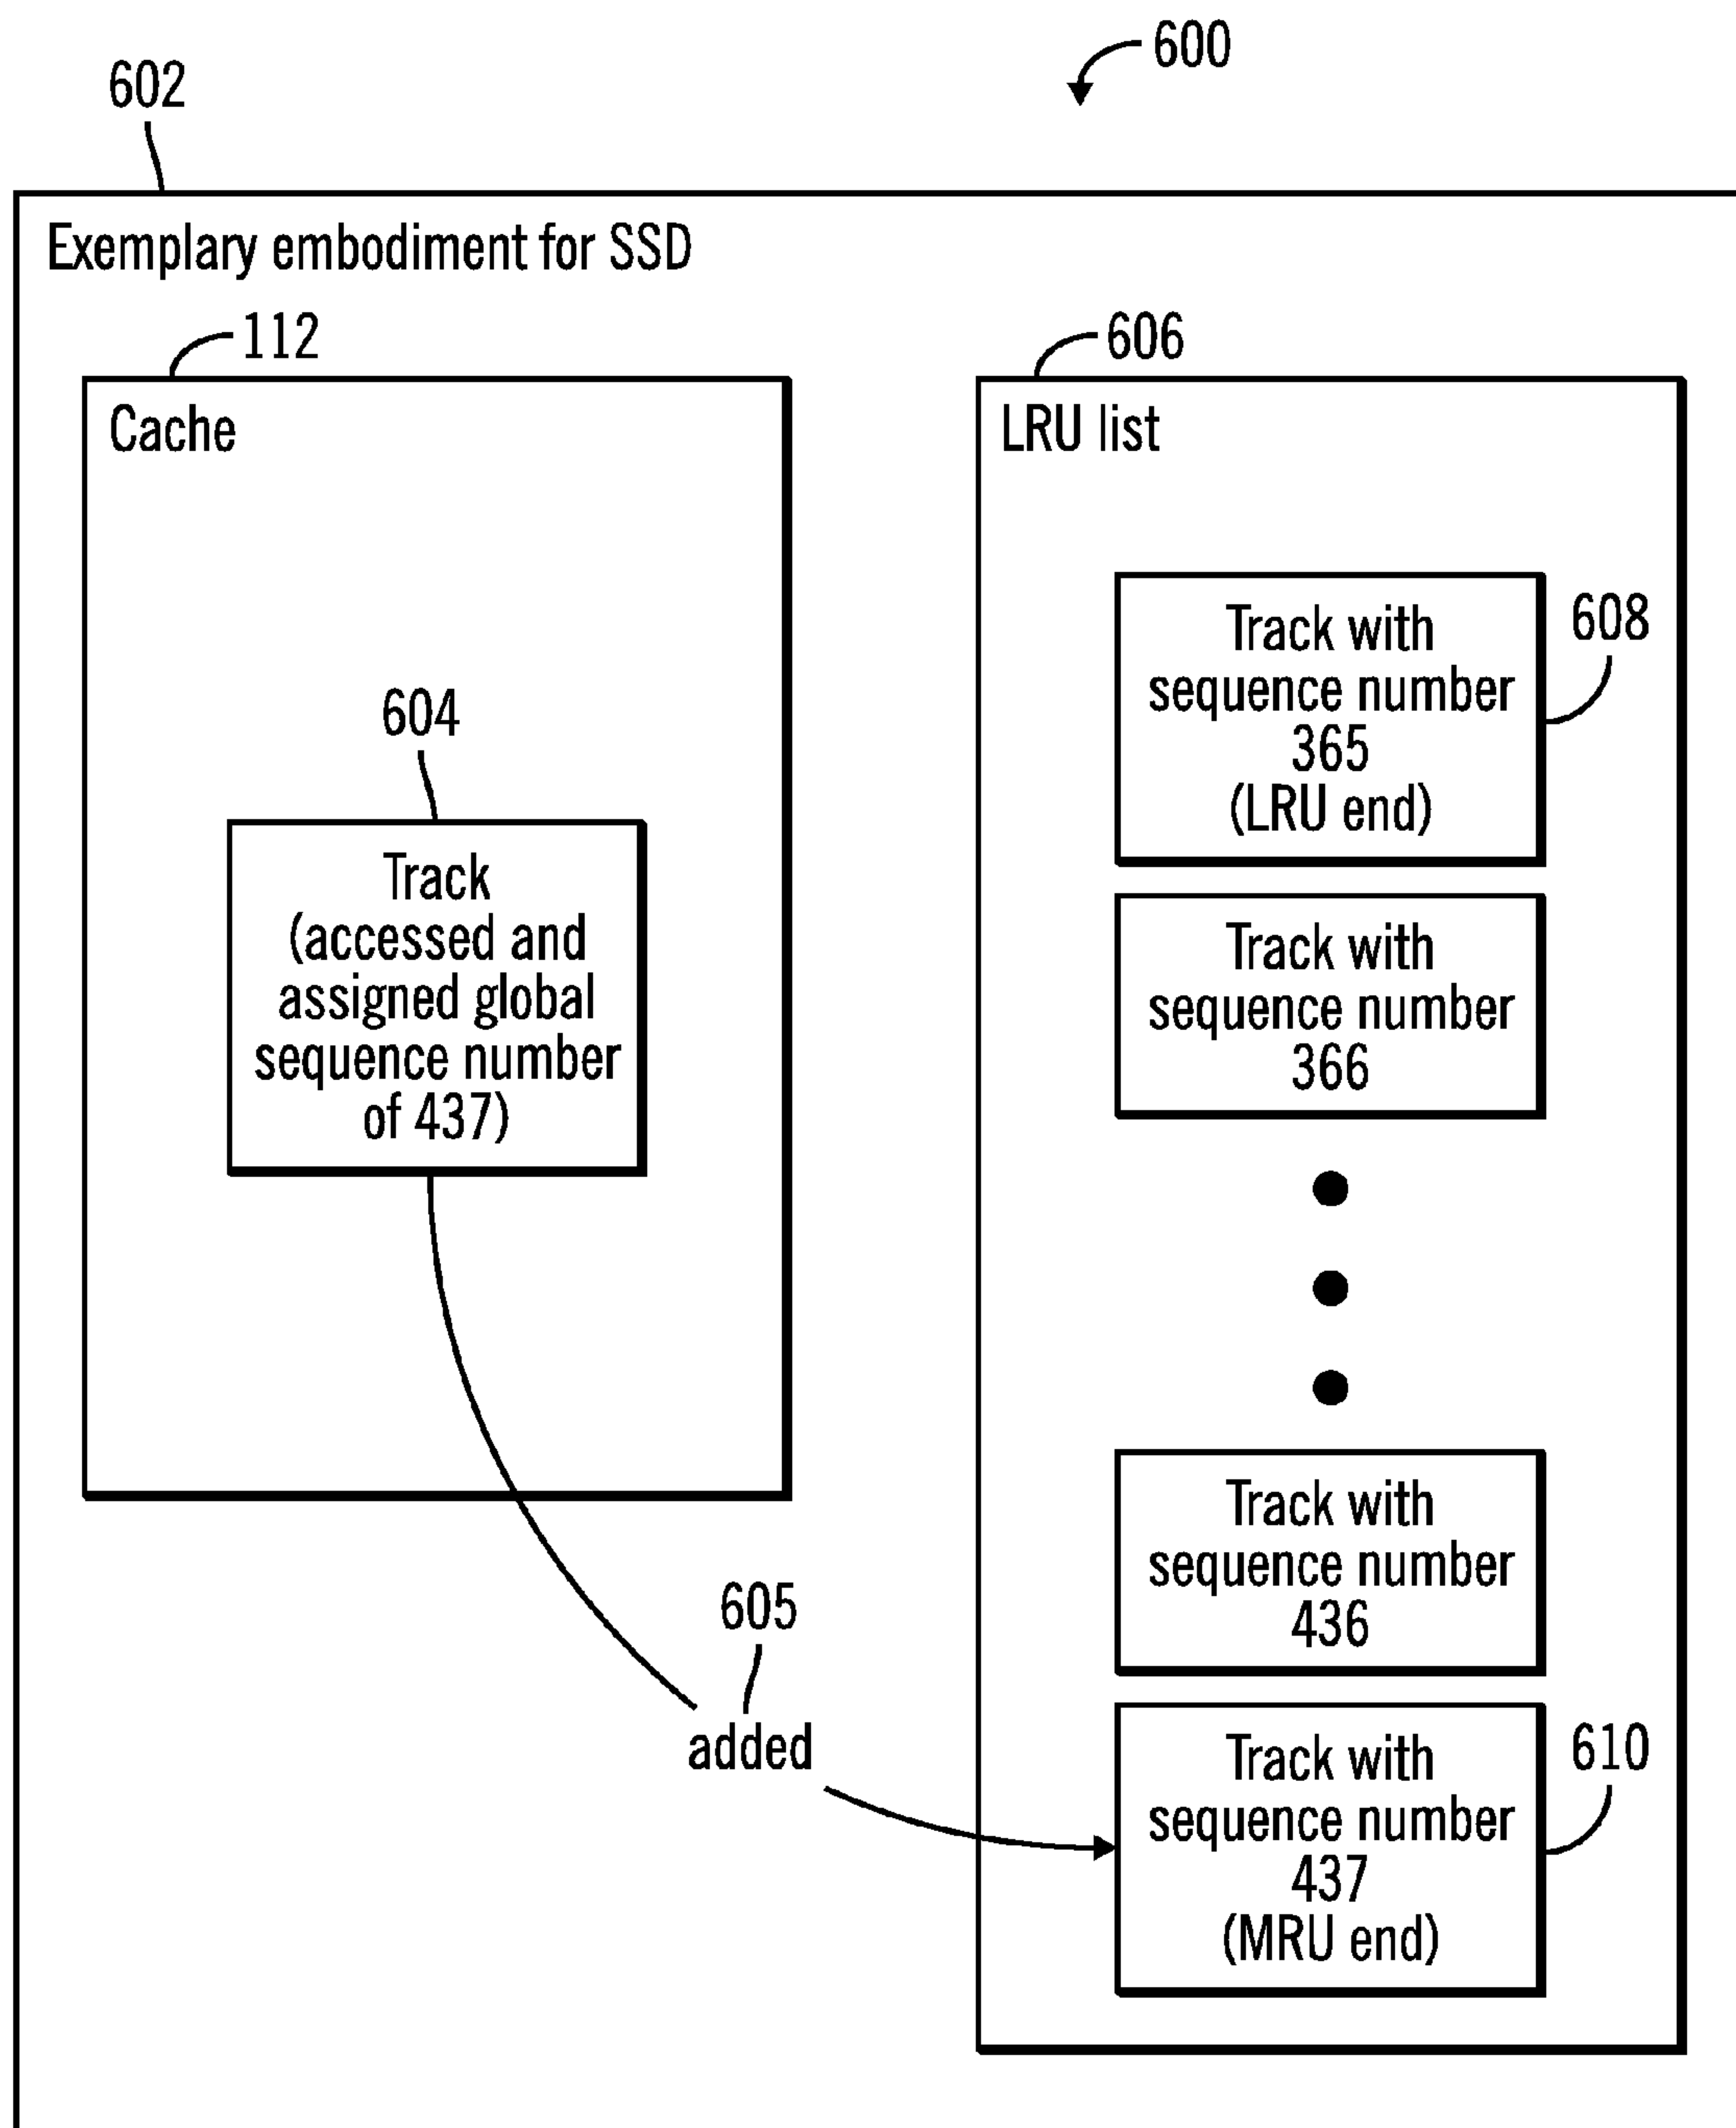 600
602
Exemplary embodiment for SSD
112
Cache
604
Track
(accessed and
assigned global
sequence number
of 437)
605
added
606
LRU list
Track with
sequence number
365
(LRU end)
608
Track with
sequence number
366
Track with
sequence number
436
Track with
sequence number
437
(MRU end)
610